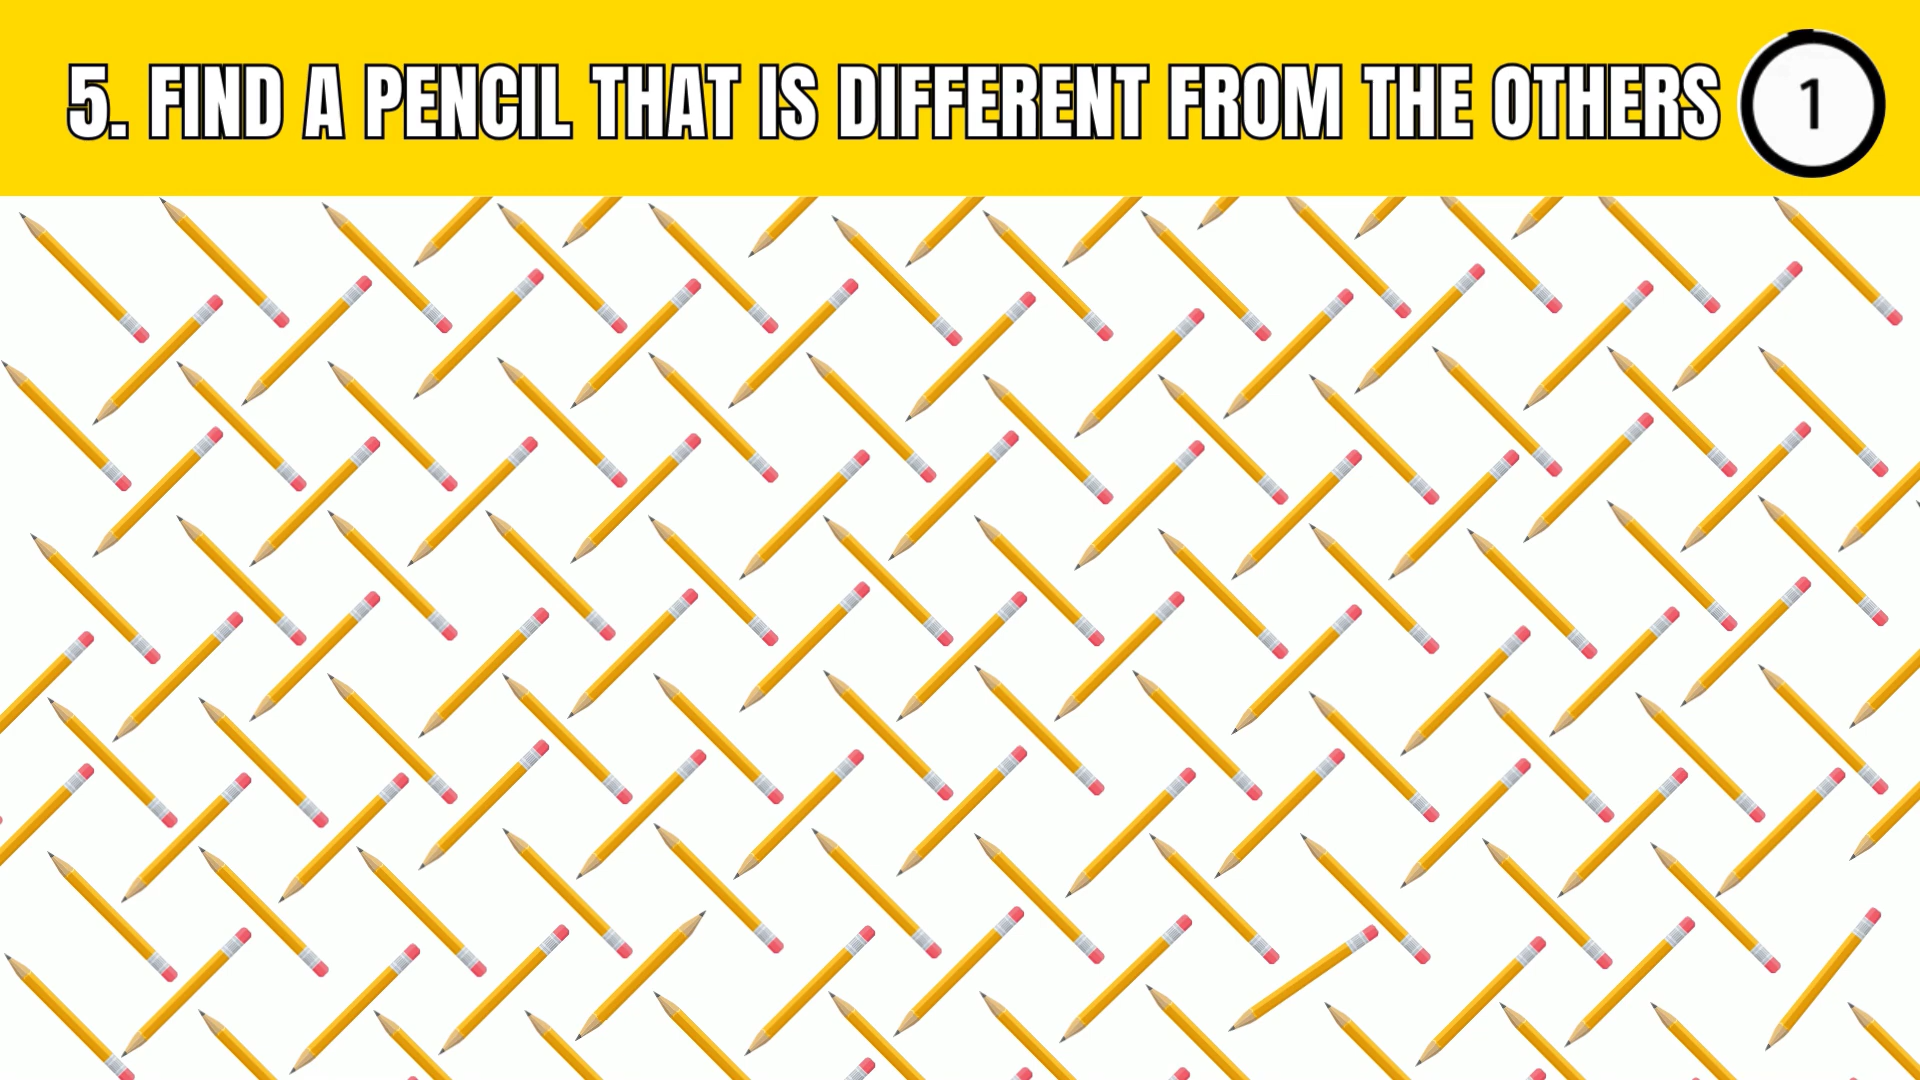 5. FIND A PENCIL THAT IS DIFFERENT FROM THE OTHERS
1